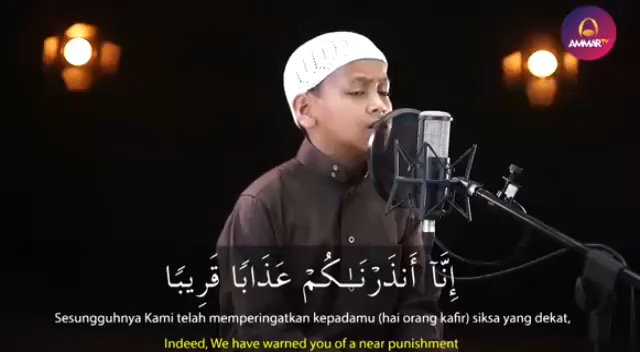 AMMAR TV
إِنَّآ أَنذَرْنَـٰكُمْ عَذَابًا قَرِيبًا
Sesungguhnya Kami telah memperingatkan kepadamu (hai orang kafir) siksa yang dekat,
Indeed, We have warned you of a near punishment